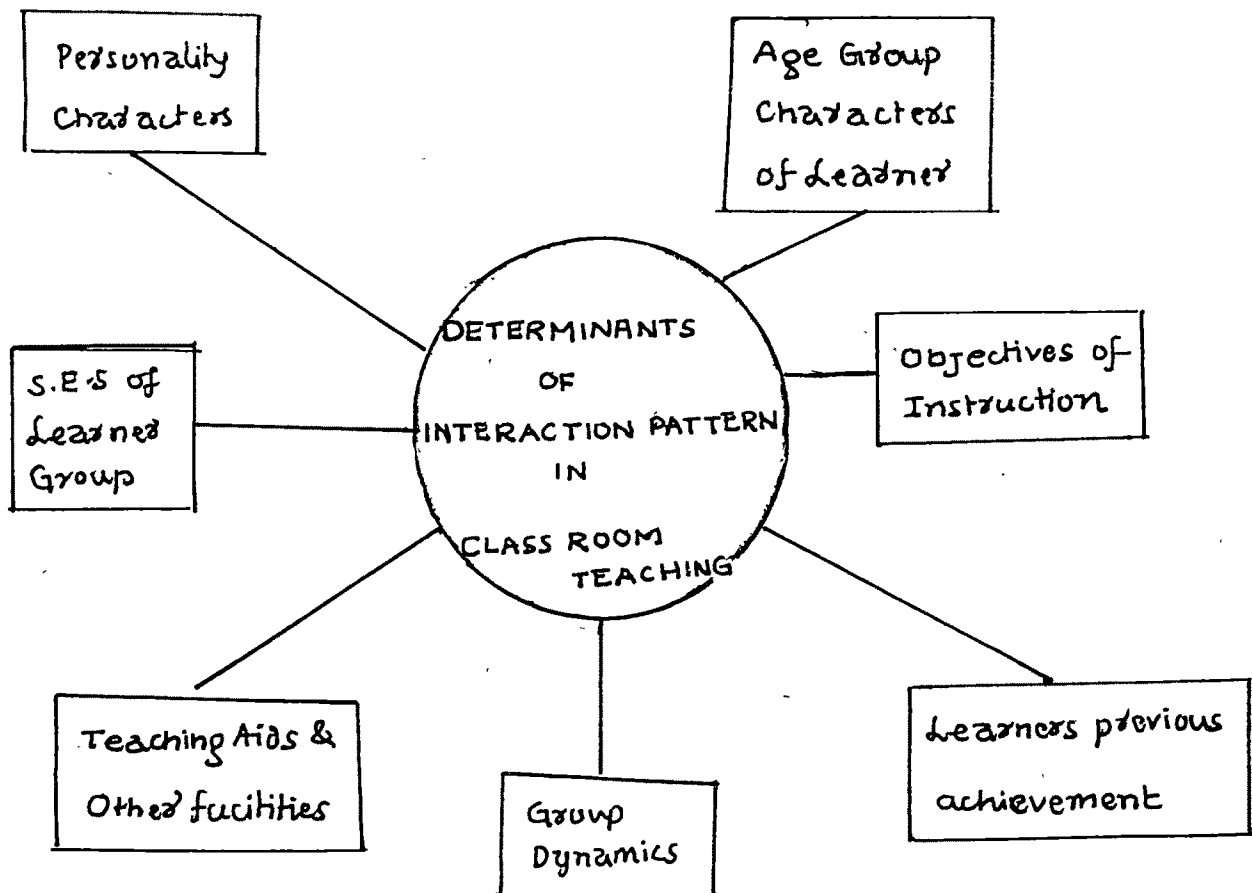 Personality
Characters
Age Group
Characters
of Learner
DETERMINANTS
OF
INTERACTION PATTERN
IN
CLASS ROOM
TEACHING
S.E.S of
Learner
Group
Objectives of
Instruction
Teaching Aids &
Other fucilities
Group
Dynamics
Learners previous
achievement